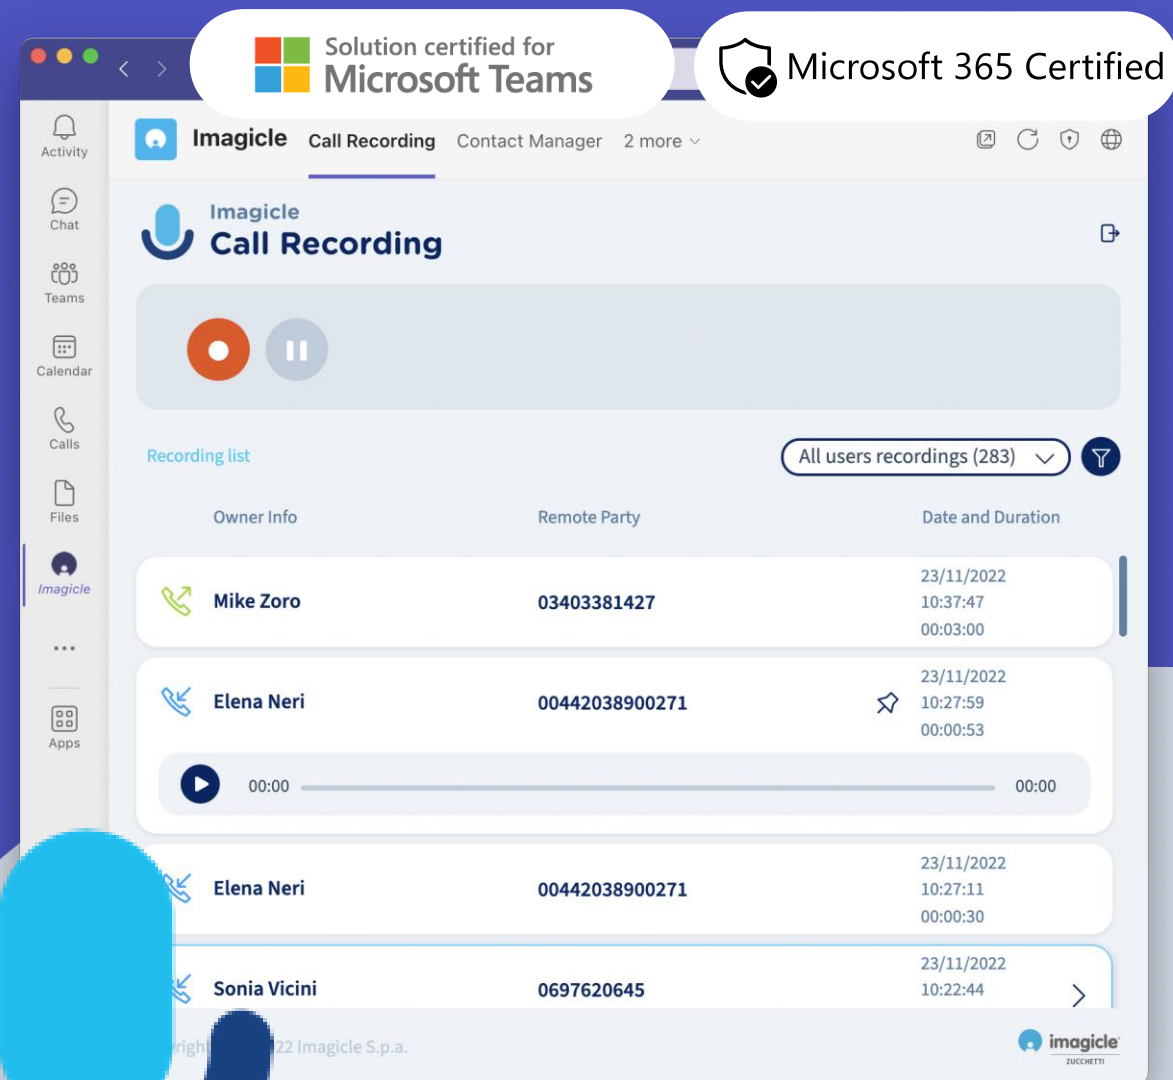 Solution certified for
Microsoft Teams
Microsoft 365 Certified
Activity
Chat
Teams
Calendar
Calls
Files
Imagicle
Apps
Imagicle Call Recording Contact Manager 2 more
Imagicle
Call Recording
Recording list
All users recordings (283)
Owner Info Remote Party Date and Duration
Mike Zoro 03403381427
23/11/2022
10:37:47
00:03:00
Elena Neri 00442038900271
23/11/2022
10:27:59
00:00:53
00:00 00:00
Elena Neri 00442038900271
23/11/2022
10:27:11
00:00:30
Sonia Vicini 0697620645
23/11/2022
10:22:44
22 Imagicle S.p.a.
imagicle
ZUCCHETTI